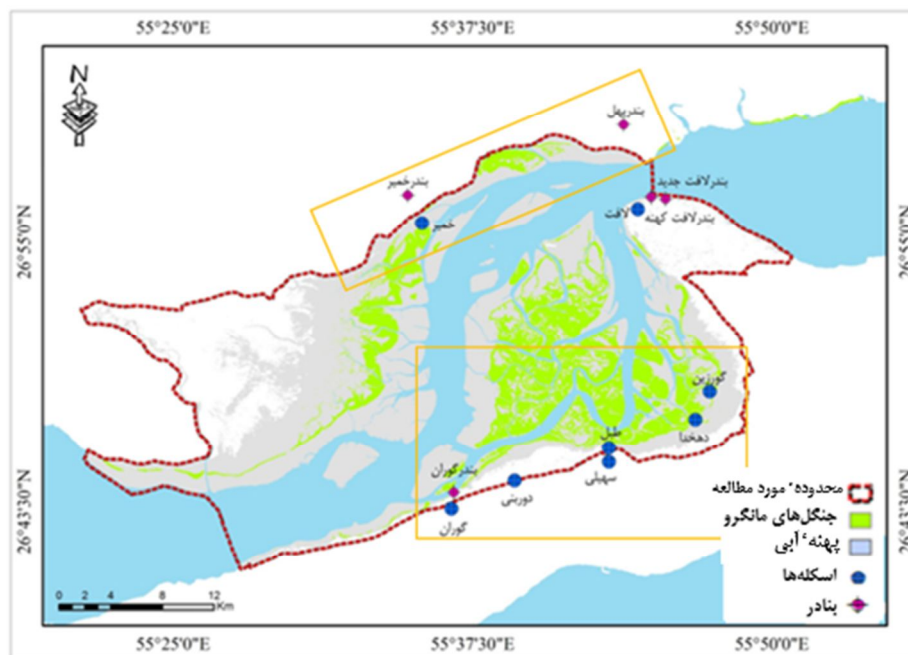 55°25'0"E 55°37'30"E 55°50'0"E
N
بندرپهل
بندرخمیر
بندرلافت جدید
خمیر
لافت
بندرلافت کهنه
26°55'0"N
26°55'0"N
گورزین
دهخدا
طبل
سهیلی
بندرگوران
دوربنی
گوران
26°43'30"N
26°43'30"N
محدودهٔ مورد مطالعه
جنگل‌های مانگرو
پهنهٔ آبی
اسکله‌ها
بنادر
0 2 4 8 12
Km
55°25'0"E 55°37'30"E 55°50'0"E